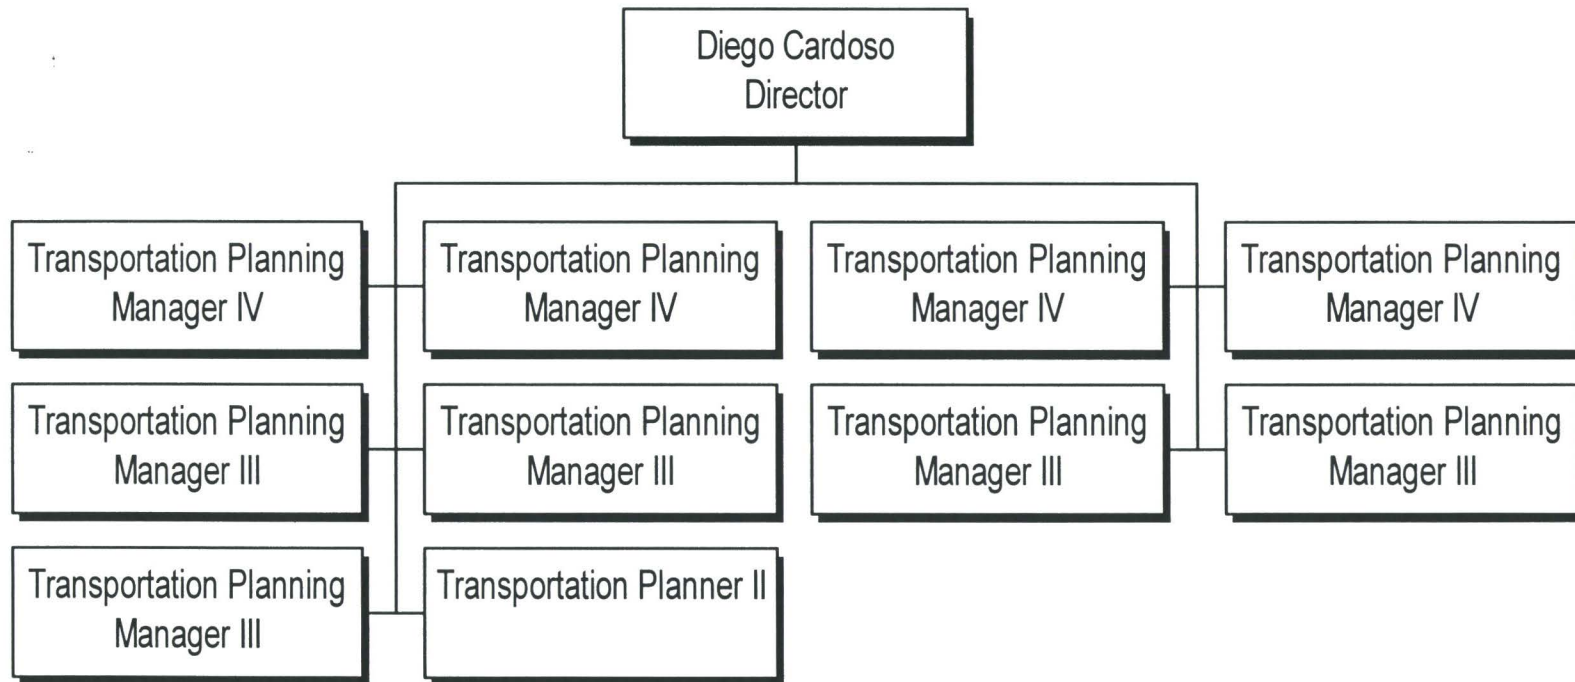 Diego Cardoso
Director
Transportation Planning
Manager IV
Transportation Planning
Manager IV
Transportation Planning
Manager IV
Transportation Planning
Manager IV
Transportation Planning
Manager III
Transportation Planning
Manager III
Transportation Planning
Manager III
Transportation Planning
Manager III
Transportation Planning
Manager III
Transportation Planner II